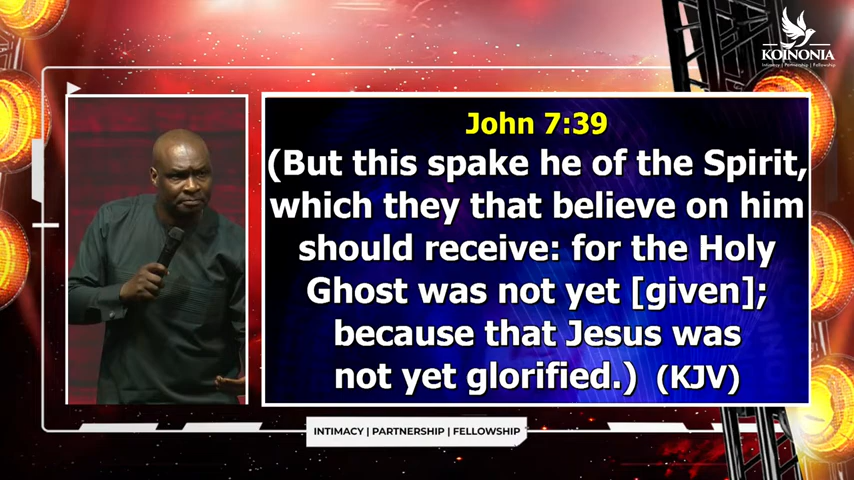 KOINONIA
Intimacy | Partnership | Fellowship
John 7:39
(But this spake he of the Spirit,
which they that believe on him
should receive: for the Holy
Ghost was not yet [given];
because that Jesus was
not yet glorified.) (KJV)
INTIMACY | PARTNERSHIP | FELLOWSHIP